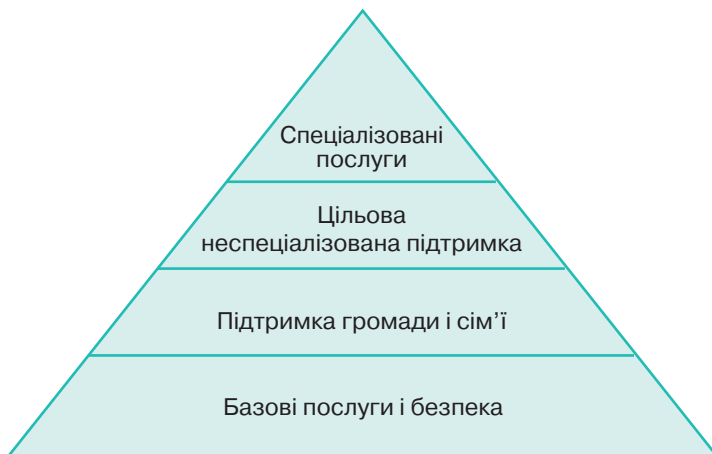 Спеціалізовані
послуги
Цільова
неспеціалізована підтримка
Підтримка громади і сім’ї
Базові послуги і безпека